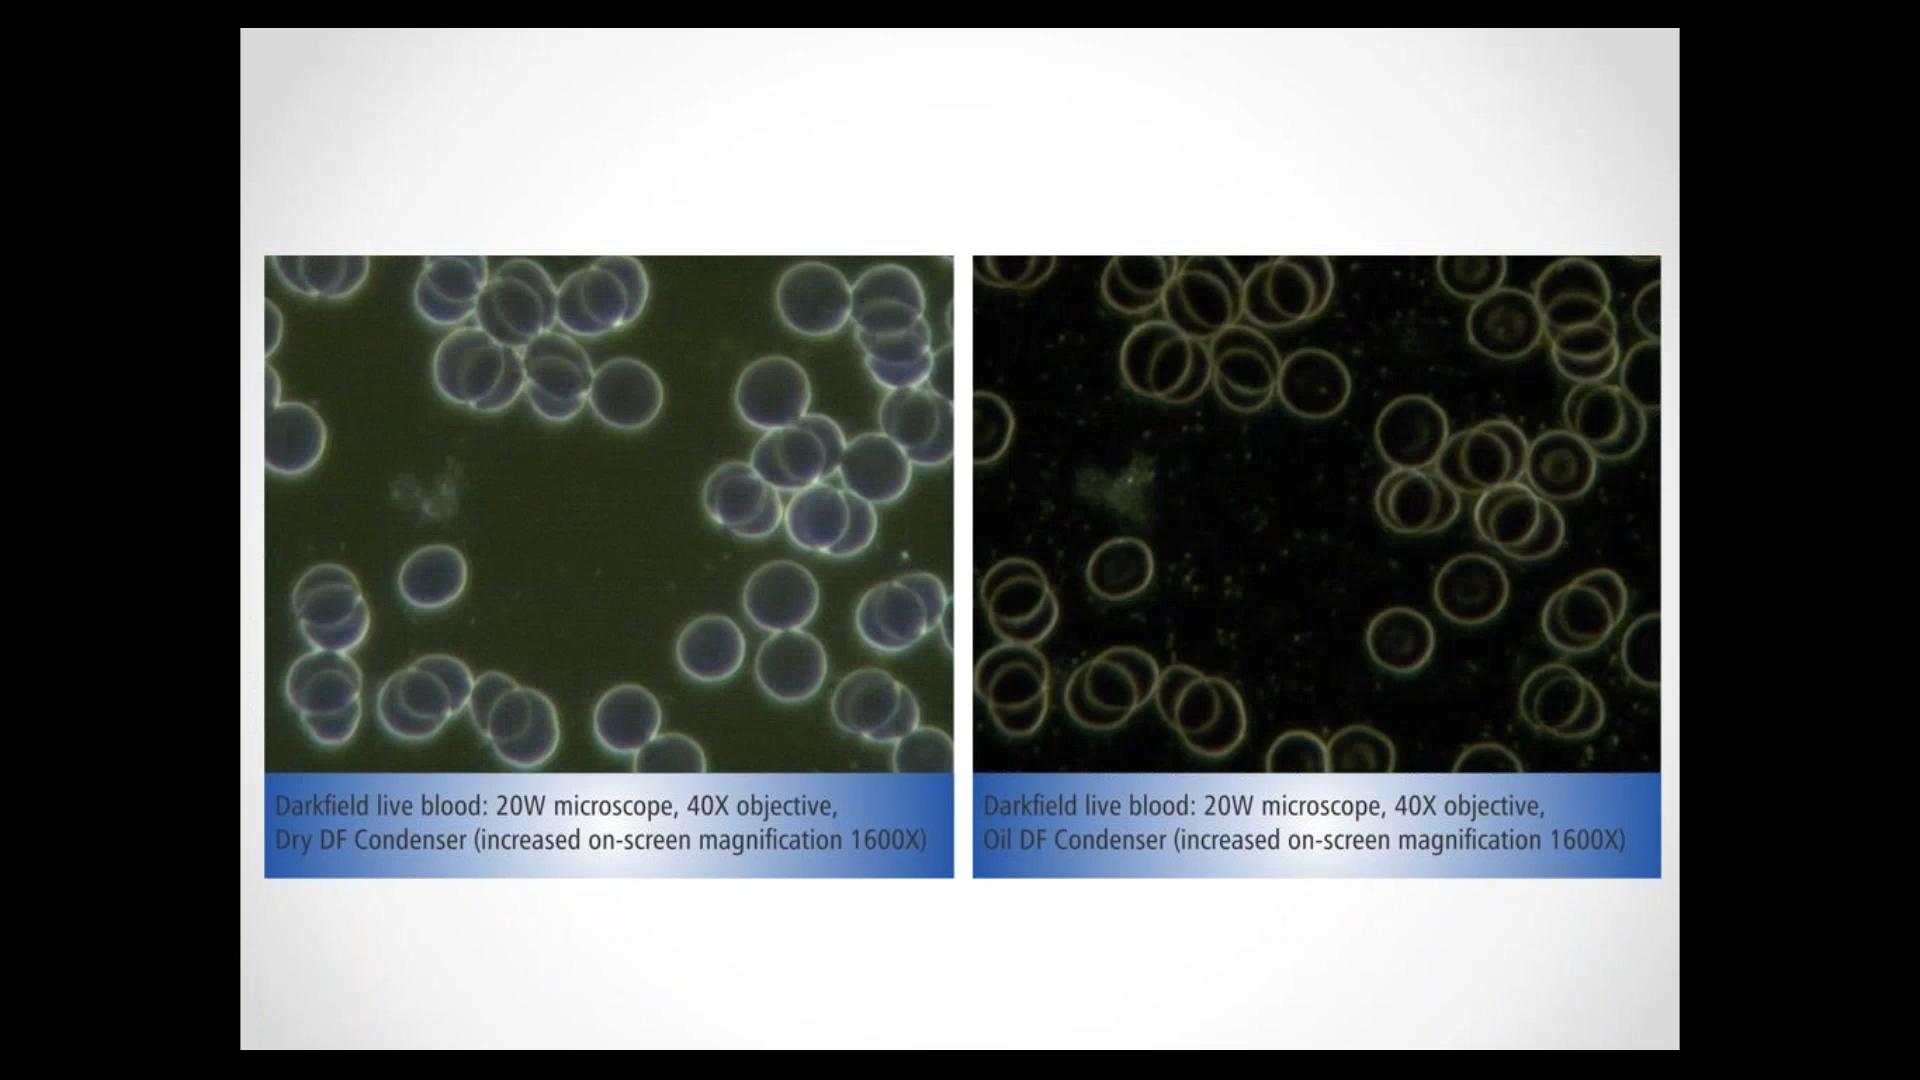 Darkfield live blood: 20W microscope, 40X objective,
Dry DF Condenser (increased on-screen magnification 1600X)
Darkfield live blood: 20W microscope, 40X objective,
Oil DF Condenser (increased on-screen magnification 1600X)